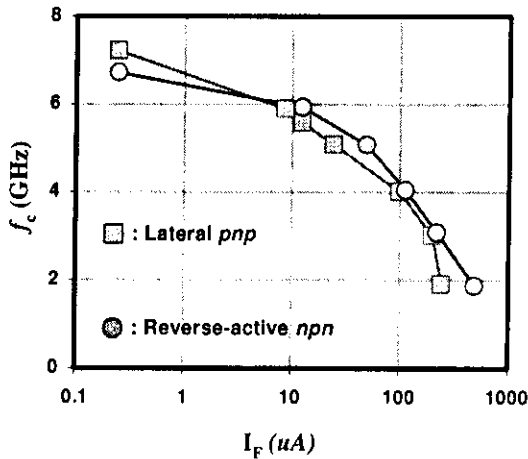 8
6
4
2
0
f_c (GHz)
: Lateral pnp
: Reverse-active npn
0.1 1 10 100 1000
I_F (uA)